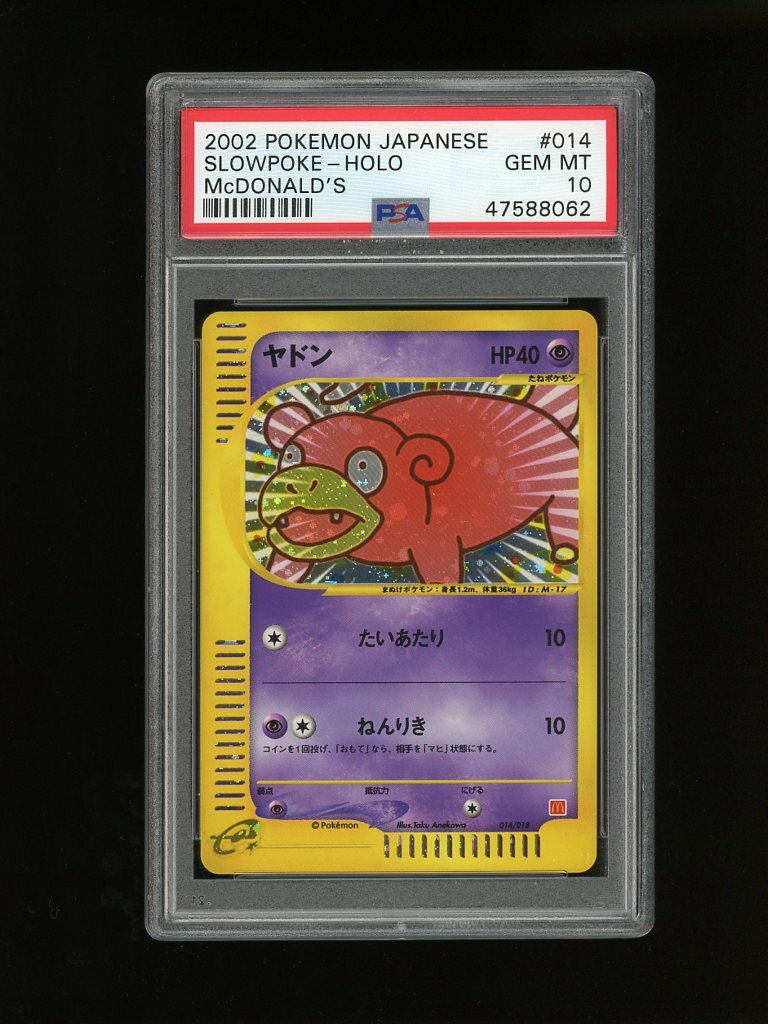 2002 POKEMON JAPANESE #014
SLOWPOKE - HOLO GEM MT
McDONALD'S 10
PSA 47588062
ヤドン HP40
たねポケモン
まぬけポケモン：身長1.2m、体重36kg ID:M-17
たいあたり 10
ねんりき 10
コインを1回投げ、「おもて」なら、相手を「マヒ」状態にする。
弱点 抵抗力 にげる
©Pokémon Illus.Taku Anekawa 014/018